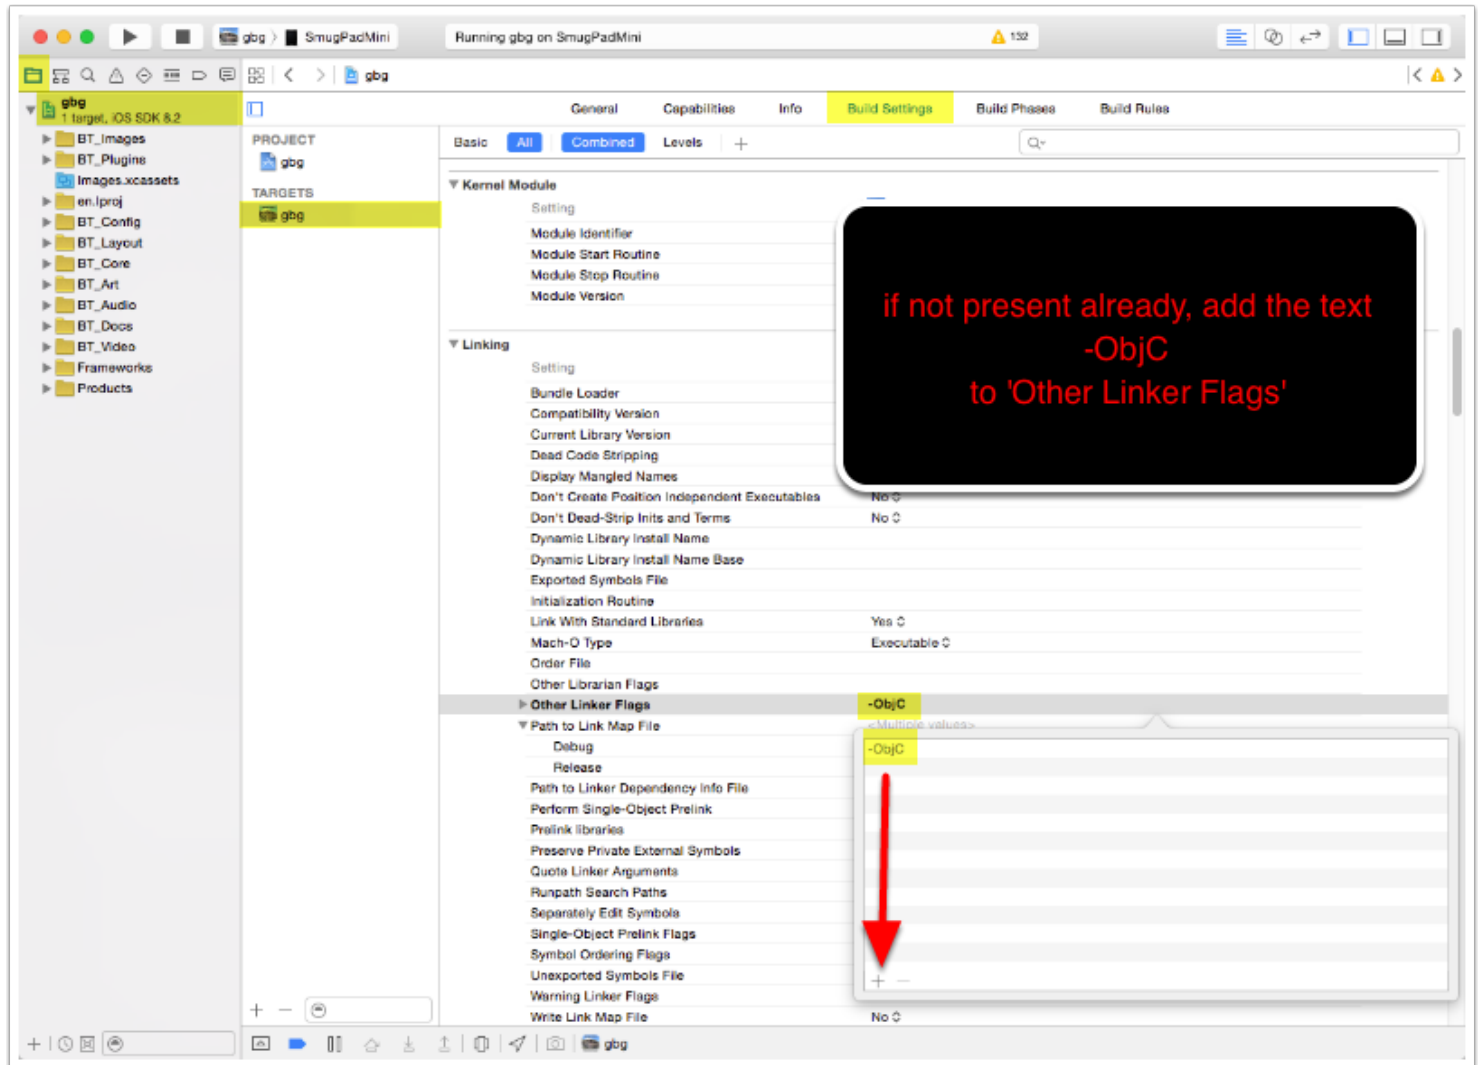 gbg SmugPadMini
Running gbg on SmugPadMini
132
gbg
gbg
1 target, iOS SDK 8.2
BT_Images
BT_Plugins
Images.xcassets
en.lproj
BT_Config
BT_Layout
BT_Core
BT_Art
BT_Audio
BT_Docs
BT_Video
Frameworks
Products
PROJECT
gbg
TARGETS
gbg
General Capabilities Info Build Settings Build Phases Build Rules
Basic All Combined Levels +
Kernel Module
Setting
Module Identifier
Module Start Routine
Module Stop Routine
Module Version
if not present already, add the text
-ObjC
to 'Other Linker Flags'
Linking
Setting
Bundle Loader
Compatibility Version
Current Library Version
Dead Code Stripping
Display Mangled Names
Don't Create Position Independent Executables No
Don't Dead-Strip Inits and Terms No
Dynamic Library Install Name
Dynamic Library Install Name Base
Exported Symbols File
Initialization Routine
Link With Standard Libraries Yes
Mach-O Type Executable
Order File
Other Librarian Flags
Other Linker Flags -ObjC
Path to Link Map File <Multiple values>
Debug
-ObjC
Release
Path to Linker Dependency Info File
Perform Single-Object Prelink
Prelink libraries
Preserve Private External Symbols
Quote Linker Arguments
Runpath Search Paths
Separately Edit Symbols
Single-Object Prelink Flags
Symbol Ordering Flags
Unexported Symbols File
Warning Linker Flags
Write Link Map File No
gbg